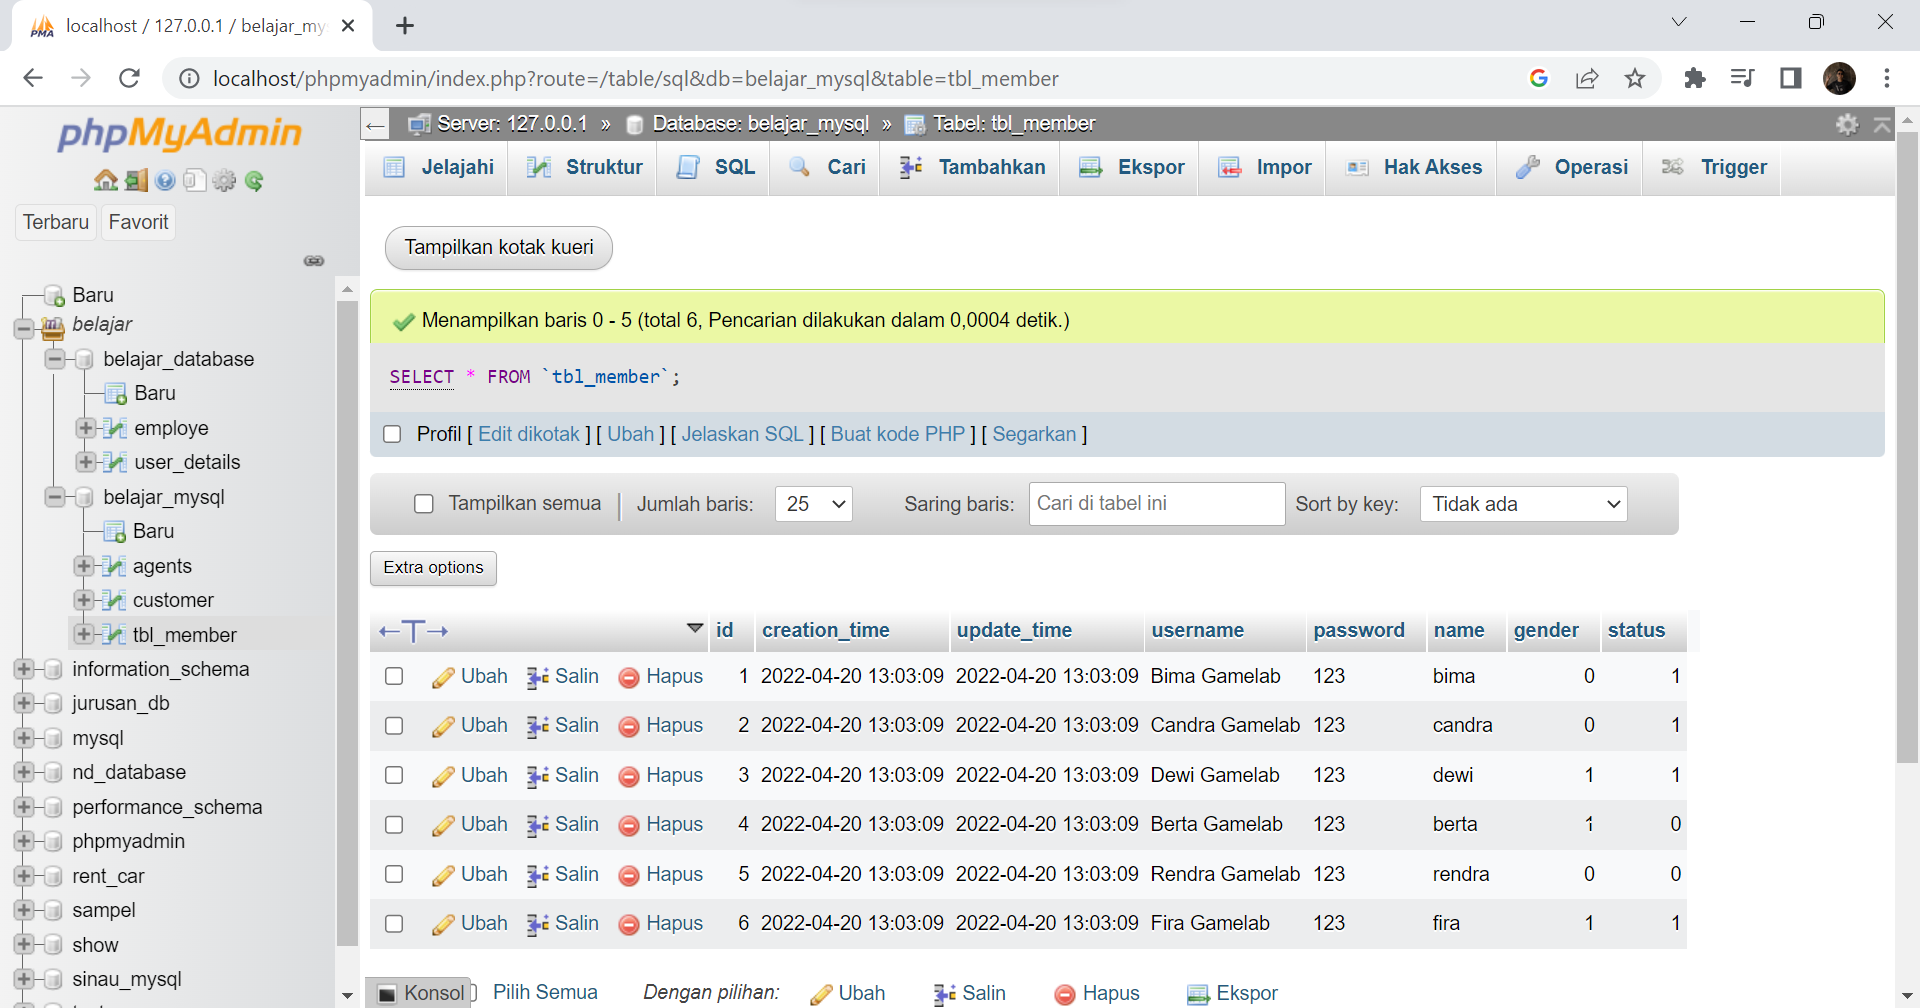 localhost / 127.0.0.1 / belajar_my
localhost/phpmyadmin/index.php?route=/table/sql&db=belajar_mysql&table=tbl_member
phpMyAdmin
Terbaru Favorit
Baru
belajar
belajar_database
Baru
employe
user_details
belajar_mysql
Baru
agents
customer
tbl_member
information_schema
jurusan_db
mysql
nd_database
performance_schema
phpmyadmin
rent_car
sampel
show
sinau_mysql
Server: 127.0.0.1 » Database: belajar_mysql » Tabel: tbl_member
Jelajahi Struktur SQL Cari Tambahkan Ekspor Impor Hak Akses Operasi Trigger
Tampilkan kotak kueri
Menampilkan baris 0 - 5 (total 6, Pencarian dilakukan dalam 0,0004 detik.)
SELECT * FROM `tbl_member`;
Profil [ Edit dikotak ] [ Ubah ] [ Jelaskan SQL ] [ Buat kode PHP ] [ Segarkan ]
Tampilkan semua | Jumlah baris: 25 Saring baris: Cari di tabel ini Sort by key: Tidak ada
Extra options
←T→ id creation_time update_time username password name gender status
Ubah Salin Hapus 1 2022-04-20 13:03:09 2022-04-20 13:03:09 Bima Gamelab 123 bima 0 1
Ubah Salin Hapus 2 2022-04-20 13:03:09 2022-04-20 13:03:09 Candra Gamelab 123 candra 0 1
Ubah Salin Hapus 3 2022-04-20 13:03:09 2022-04-20 13:03:09 Dewi Gamelab 123 dewi 1 1
Ubah Salin Hapus 4 2022-04-20 13:03:09 2022-04-20 13:03:09 Berta Gamelab 123 berta 1 0
Ubah Salin Hapus 5 2022-04-20 13:03:09 2022-04-20 13:03:09 Rendra Gamelab 123 rendra 0 0
Ubah Salin Hapus 6 2022-04-20 13:03:09 2022-04-20 13:03:09 Fira Gamelab 123 fira 1 1
Konsol Pilih Semua Dengan pilihan: Ubah Salin Hapus Ekspor